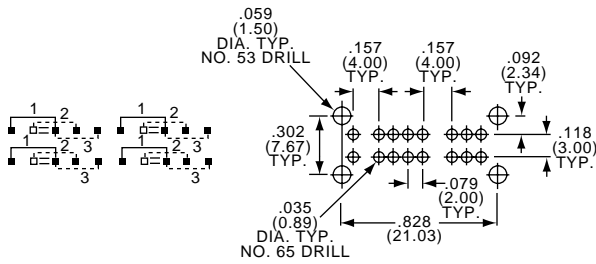 .059
(1.50)
DIA. TYP.
NO. 53 DRILL
.157
(4.00)
TYP.
.157
(4.00)
TYP.
.092
(2.34)
TYP.
.302
(7.67)
TYP.
.118
(3.00)
TYP.
.079
(2.00)
TYP.
.035
(0.89)
DIA. TYP.
NO. 65 DRILL
.828
(21.03)
1 2 3
1 2 3
1 2 3
1 2 3